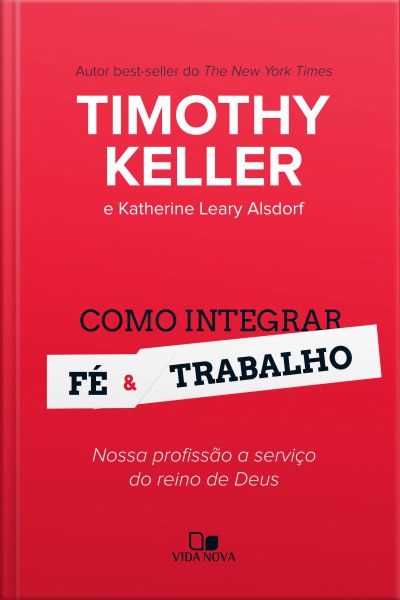 Autor best-seller do The New York Times
TIMOTHY
KELLER
e Katherine Leary Alsdorf
COMO INTEGRAR
FÉ & TRABALHO
Nossa profissão a serviço
do reino de Deus
VIDA NOVA